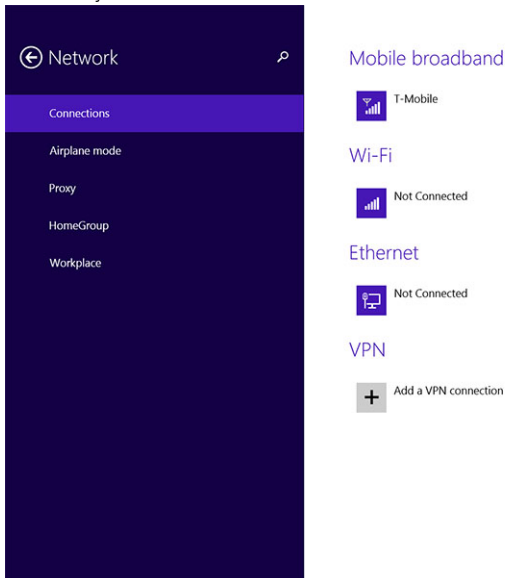 Network
Connections
Airplane mode
Proxy
HomeGroup
Workplace
Mobile broadband
T-Mobile
Wi-Fi
Not Connected
Ethernet
Not Connected
VPN
Add a VPN connection